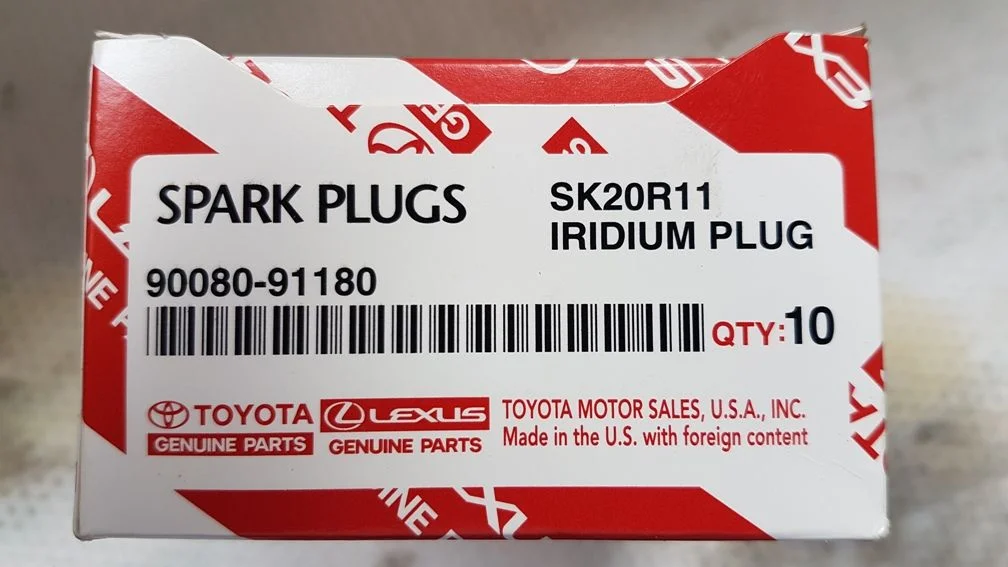 SPARK PLUGS
SK20R11
IRIDIUM PLUG
90080-91180
QTY:10
TOYOTA
GENUINE PARTS
LEXUS
GENUINE PARTS
TOYOTA MOTOR SALES, U.S.A., INC.
Made in the U.S. with foreign content